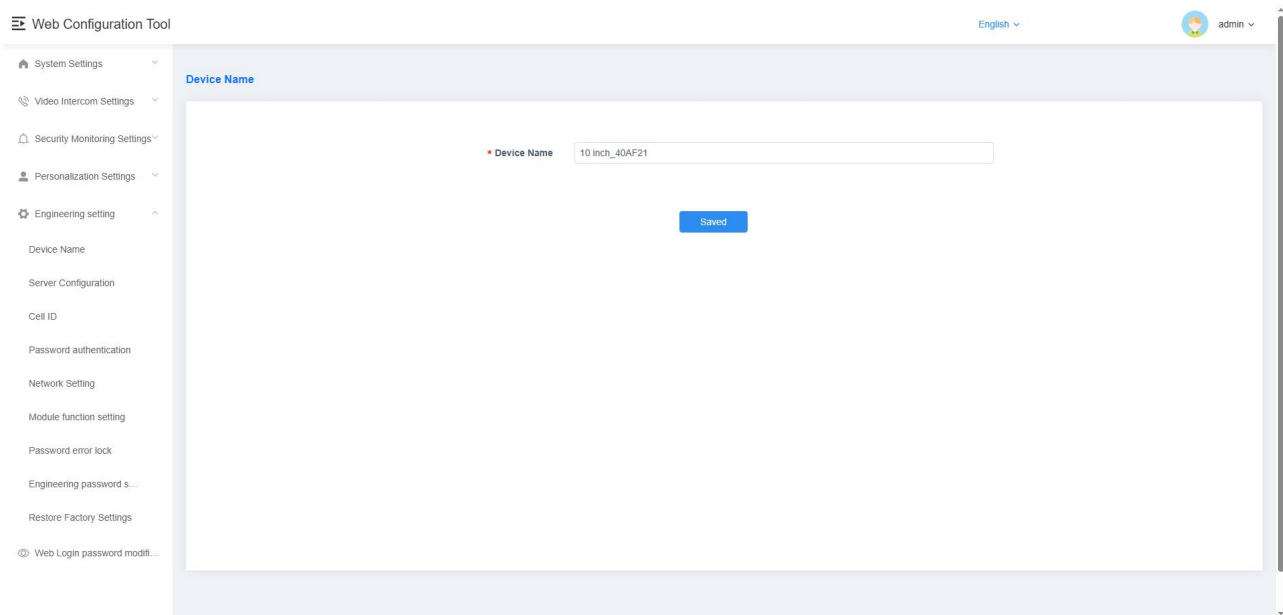 Web Configuration Tool
English
admin
System Settings
Video Intercom Settings
Security Monitoring Settings
Personalization Settings
Engineering setting
Device Name
Server Configuration
Cell ID
Password authentication
Network Setting
Module function setting
Password error lock
Engineering password s...
Restore Factory Settings
Web Login password modifi...
Device Name
* Device Name
10 inch_40AF21
Saved